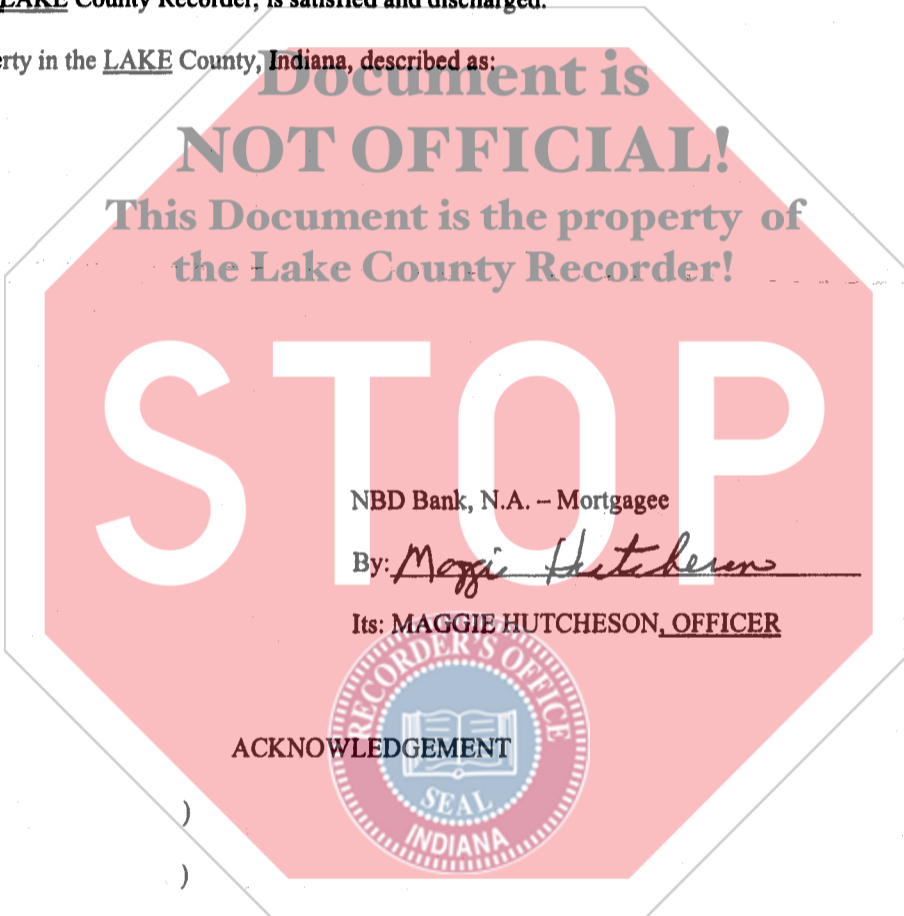 LAKE County Recorder, is satisfied and discharged.
erty in the LAKE County, Indiana, described as:
Document is
NOT OFFICIAL!
This Document is the property of
the Lake County Recorder!
STOP
NBD Bank, N.A. – Mortgagee
By: Maggie Hutcheson
Its: MAGGIE HUTCHESON, OFFICER
RECORDER'S OFFICE
ACKNOWLEDGEMENT
SEAL
INDIANA
)
)